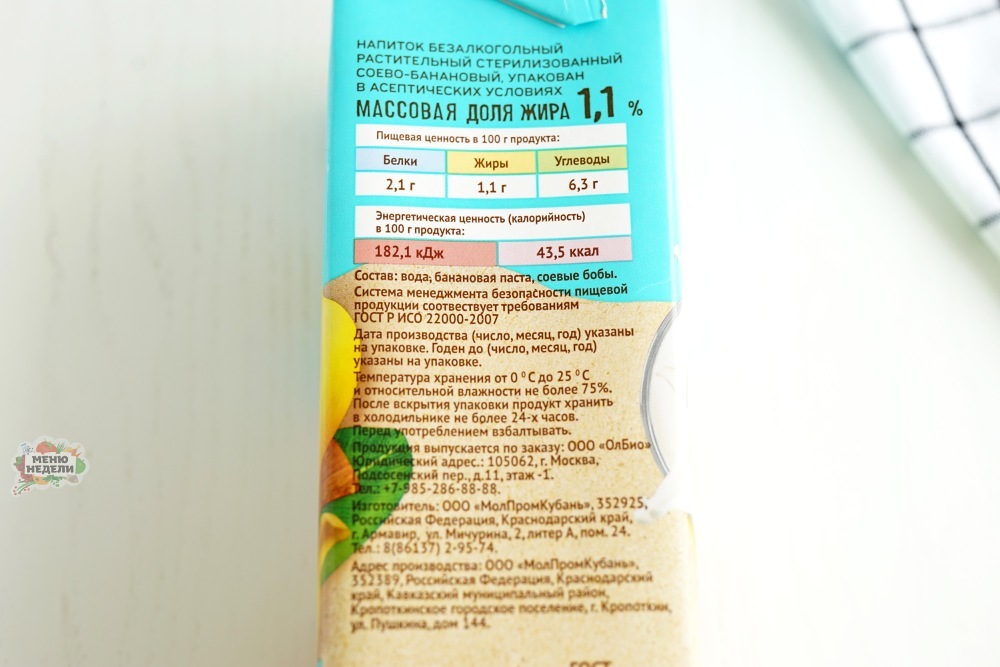 НАПИТОК БЕЗАЛКОГОЛЬНЫЙ
РАСТИТЕЛЬНЫЙ СТЕРИЛИЗОВАННЫЙ
СОЕВО-БАНАНОВЫЙ, УПАКОВАН
В АСЕПТИЧЕСКИХ УСЛОВИЯХ
МАССОВАЯ ДОЛЯ ЖИРА 1,1 %
Пищевая ценность в 100 г продукта:
Белки Жиры Углеводы
2,1 г 1,1 г 6,3 г
Энергетическая ценность (калорийность)
в 100 г продукта:
182,1 кДж 43,5 ккал
Состав: вода, банановая паста, соевые бобы.
Система менеджмента безопасности пищевой
продукции соотвествует требованиям
ГОСТ Р ИСО 22000-2007
Дата производства (число, месяц, год) указаны
на упаковке. Годен до (число, месяц, год)
указаны на упаковке.
Температура хранения от 0 °С до 25 °С
и относительной влажности не более 75%.
После вскрытия упаковки продукт хранить
в холодильнике не более 24-х часов.
Перед употреблением взбалтывать.
Продукция выпускается по заказу: ООО «ОлБио»
Юридический адрес.: 105062, г. Москва,
Подсосенский пер., д.11, этаж -1.
Тел.: +7-985-286-88-88.
Изготовитель: ООО «МолПромКубань», 352925,
Российская Федерация, Краснодарский край,
г. Армавир, ул. Мичурина, 2, литер А, пом. 24.
Тел.: 8(86137) 2-95-74.
Адрес производства: ООО «МолПромКубань»,
352389, Российская Федерация, Краснодарский
край, Кавказский муниципальный район,
Кропоткинское городское поселение, г. Кропоткин,
ул. Пушкина, дом 144.
ГОСТ
МЕНЮ
НЕДЕЛИ